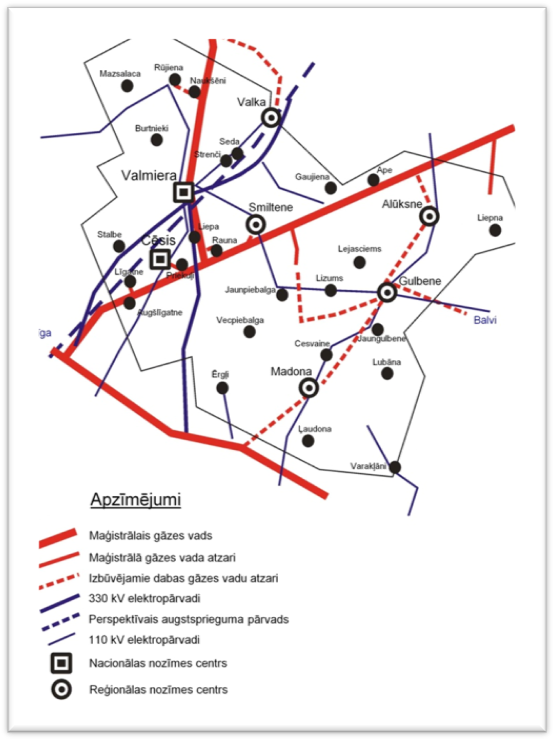 Mazsalaca
Rūjiena
Naukšēni
Valka
Burtnieki
Seda
Strenči
Valmiera
Gaujiena
Ape
Smiltene
Alūksne
Liepna
Stalbe
Cēsis
Liepa
Rauna
Priekuļi
Līgatne
Augšlīgatne
Lejasciems
Jaunpiebalga
Lizums
Gulbene
Balvi
Vecpiebalga
Jaungulbene
Cesvaine
Lubāna
Ērgļi
Madona
Ļaudona
Varakļāni
Apzīmējumi
Maģistrālais gāzes vads
Maģistrālā gāzes vada atzari
Izbūvējamie dabas gāzes vadu atzari
330 kV elektropārvadi
Perspektīvais augstsprieguma pārvads
110 kV elektropārvadi
Nacionālas nozīmes centrs
Reģionālas nozīmes centrs